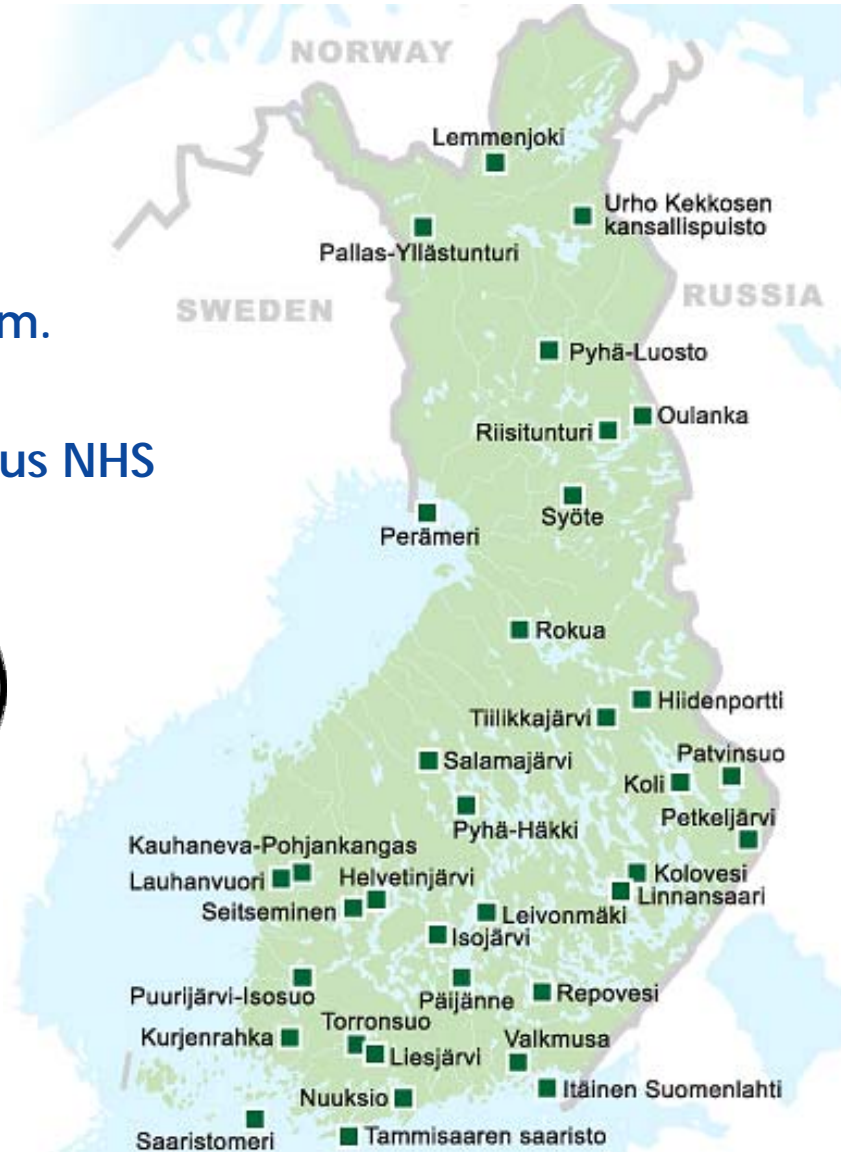 NORWAY
Lemmenjoki
Urho Kekkosen
kansallispuisto
Pallas-Yllästunturi
SWEDEN
RUSSIA
m.
Pyhä-Luosto
Oulanka
Riisitunturi
us NHS
Syöte
Perämeri
Rokua
Hiidenportti
Tiilikkajärvi
Salamajärvi
Patvinsuo
Koli
Pyhä-Häkki
Petkeljärvi
Kauhaneva-Pohjankangas
Lauhanvuori
Helvetinjärvi
Kolovesi
Linnansaari
Seitseminen
Leivonmäki
Isojärvi
Puurijärvi-Isosuo
Päijänne
Repovesi
Torronsuo
Kurjenrahka
Liesjärvi
Valkmusa
Itäinen Suomenlahti
Nuuksio
Saaristomeri
Tammisaaren saaristo